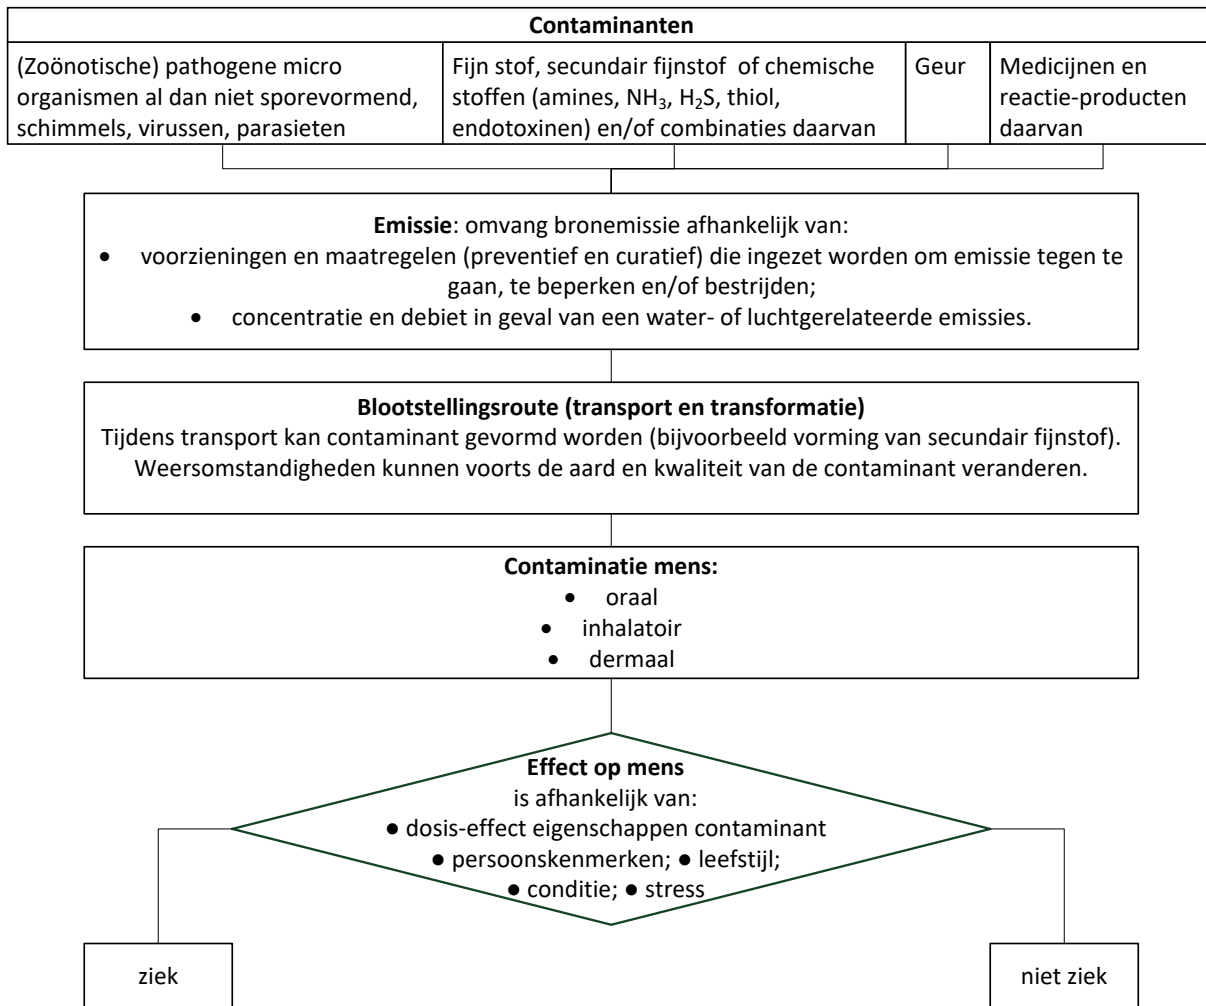 Contaminanten
(Zoönotische) pathogene micro
organismen al dan niet sporevormend,
schimmels, virussen, parasieten
Fijn stof, secundair fijnstof of chemische
stoffen (amines, NH₃, H₂S, thiol,
endotoxinen) en/of combinaties daarvan
Geur
Medicijnen en
reactie-producten
daarvan
Emissie: omvang bronemissie afhankelijk van:
● voorzieningen en maatregelen (preventief en curatief) die ingezet worden om emissie tegen te
gaan, te beperken en/of bestrijden;
● concentratie en debiet in geval van een water- of luchtgerelateerde emissies.
Blootstellingsroute (transport en transformatie)
Tijdens transport kan contaminant gevormd worden (bijvoorbeeld vorming van secundair fijnstof).
Weersomstandigheden kunnen voorts de aard en kwaliteit van de contaminant veranderen.
Contaminatie mens:
● oraal
● inhalatoir
● dermaal
Effect op mens
is afhankelijk van:
● dosis-effect eigenschappen contaminant
● persoonskenmerken; ● leefstijl;
● conditie; ● stress
ziek
niet ziek